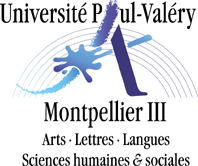 Université Paul-Valéry
Montpellier III
Arts · Lettres · Langues
Sciences humaines & sociales